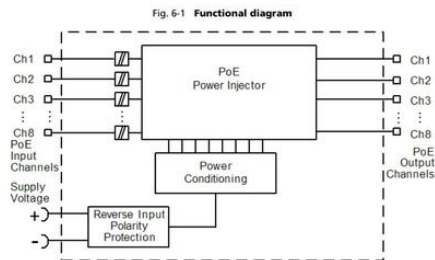 Fig. 6-1 Functional diagram
Ch1
Ch2
Ch3
Ch8
PoE
Input
Channels
Supply
Voltage
+
-
PoE
Power Injector
Power
Conditioning
Reverse Input
Polarity
Protection
Ch1
Ch2
Ch3
Ch8
PoE
Output
Channels